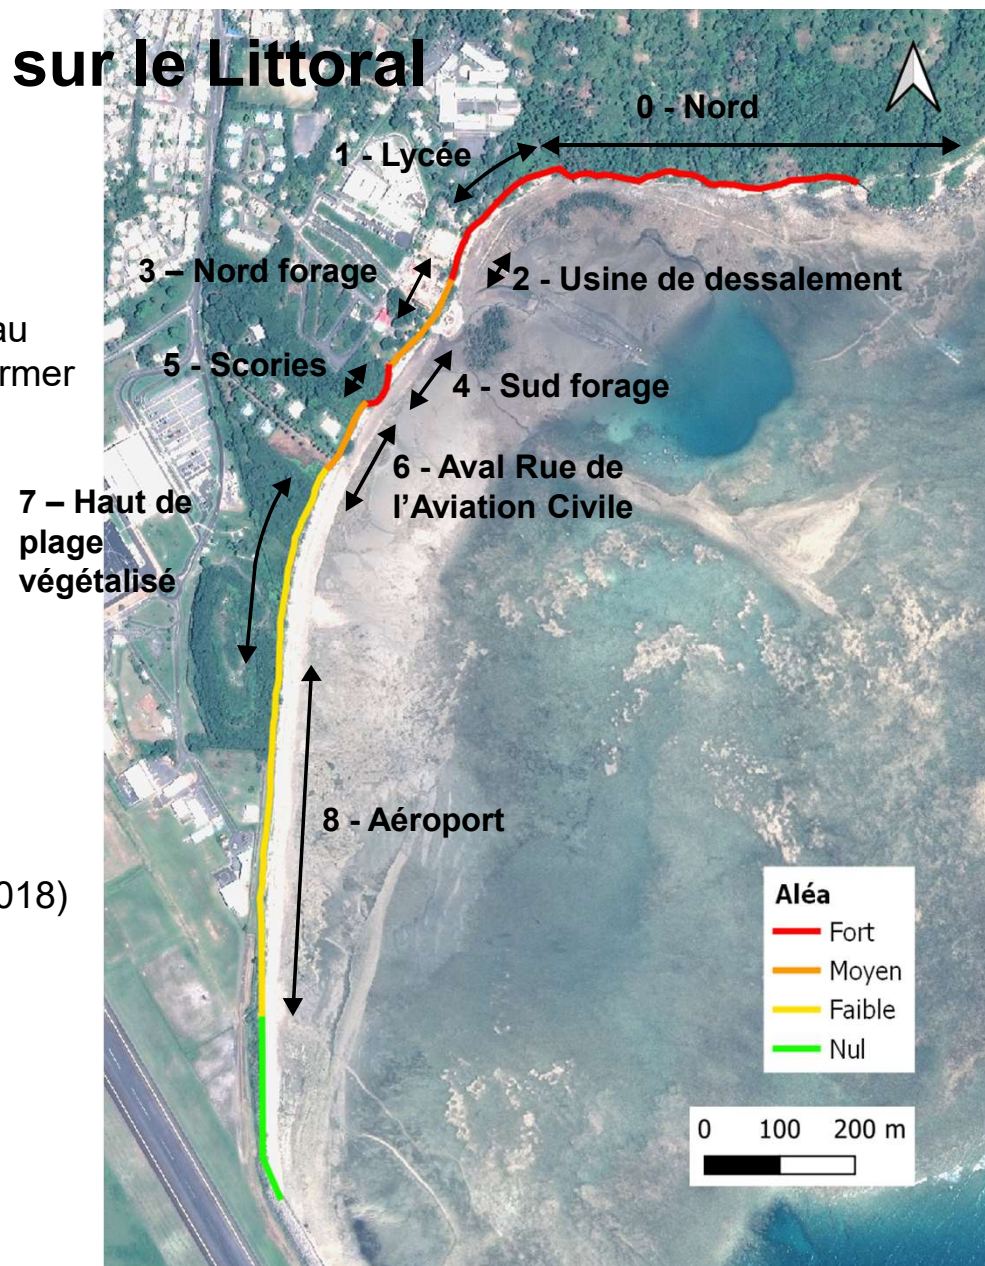 sur le Littoral
0 - Nord
1 - Lycée
3 – Nord forage
2 - Usine de dessalement
au
5 - Scories
4 - Sud forage
6 - Aval Rue de
l’Aviation Civile
7 – Haut de
plage
végétalisé
8 - Aéroport
018)
Aléa
Fort
Moyen
Faible
Nul
0 100 200 m